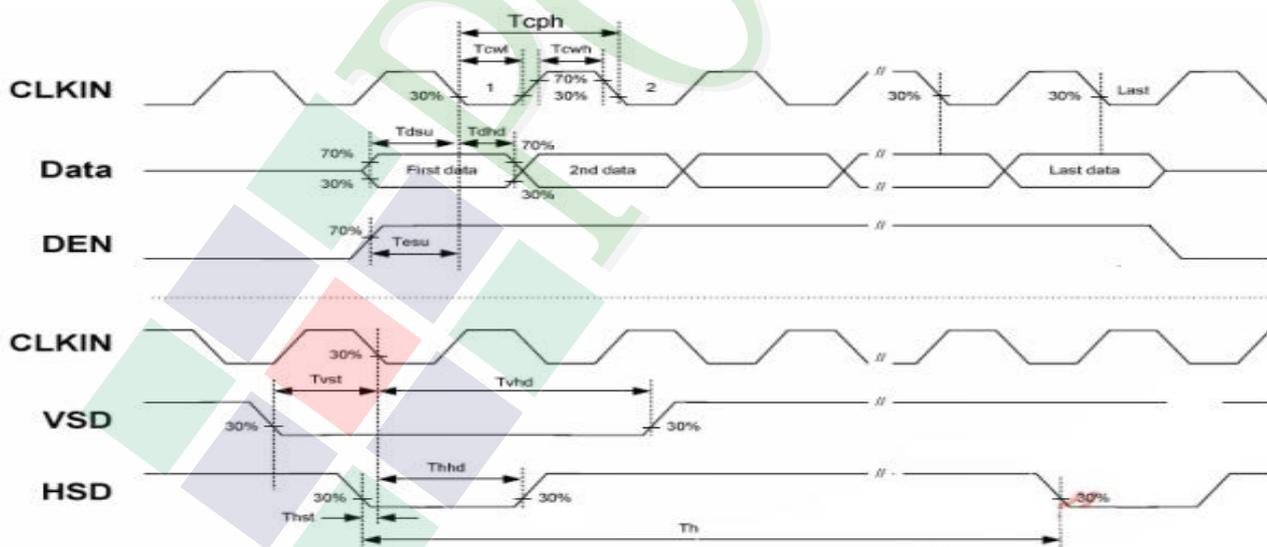 Tcph
Tcwl Tcwh
CLKIN 30% 1 70% 30% 2 30% 30% Last
Tdsu Tdhd
Data 70% 30% First data 70% 30% 2nd data Last data
DEN 70% Tesu
CLKIN 30%
Tvst Tvhd
VSD 30% 30%
Thhd
HSD 30% 30% 30%
Thst
Th